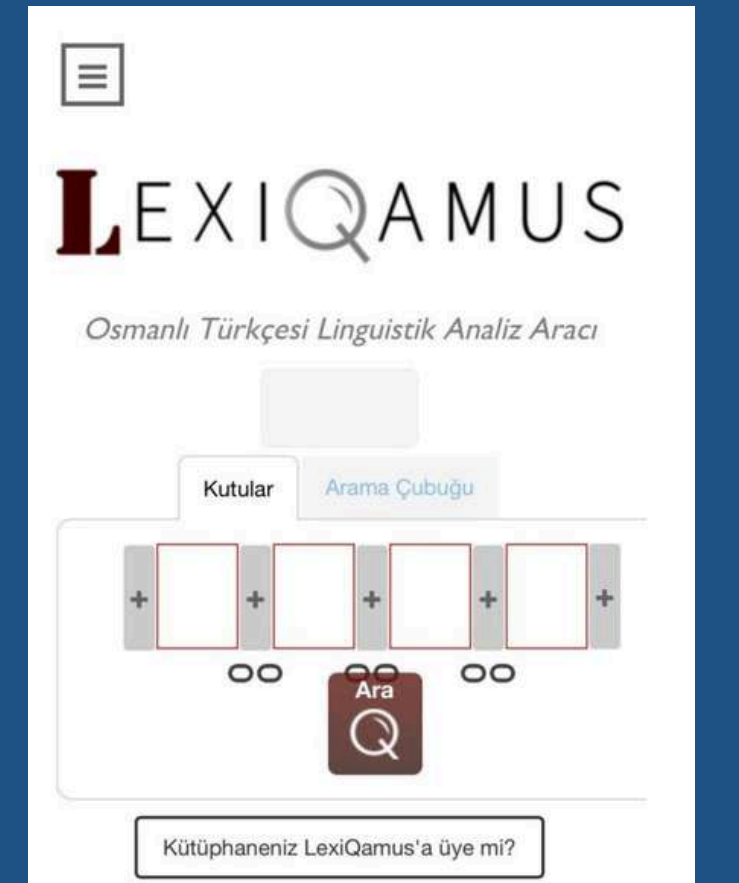 LEXIQAMUS
Osmanlı Türkçesi Linguistik Analiz Aracı
Kutular
Arama Çubuğu
+ + + + +
Ara
Kütüphaneniz LexiQamus'a üye mi?